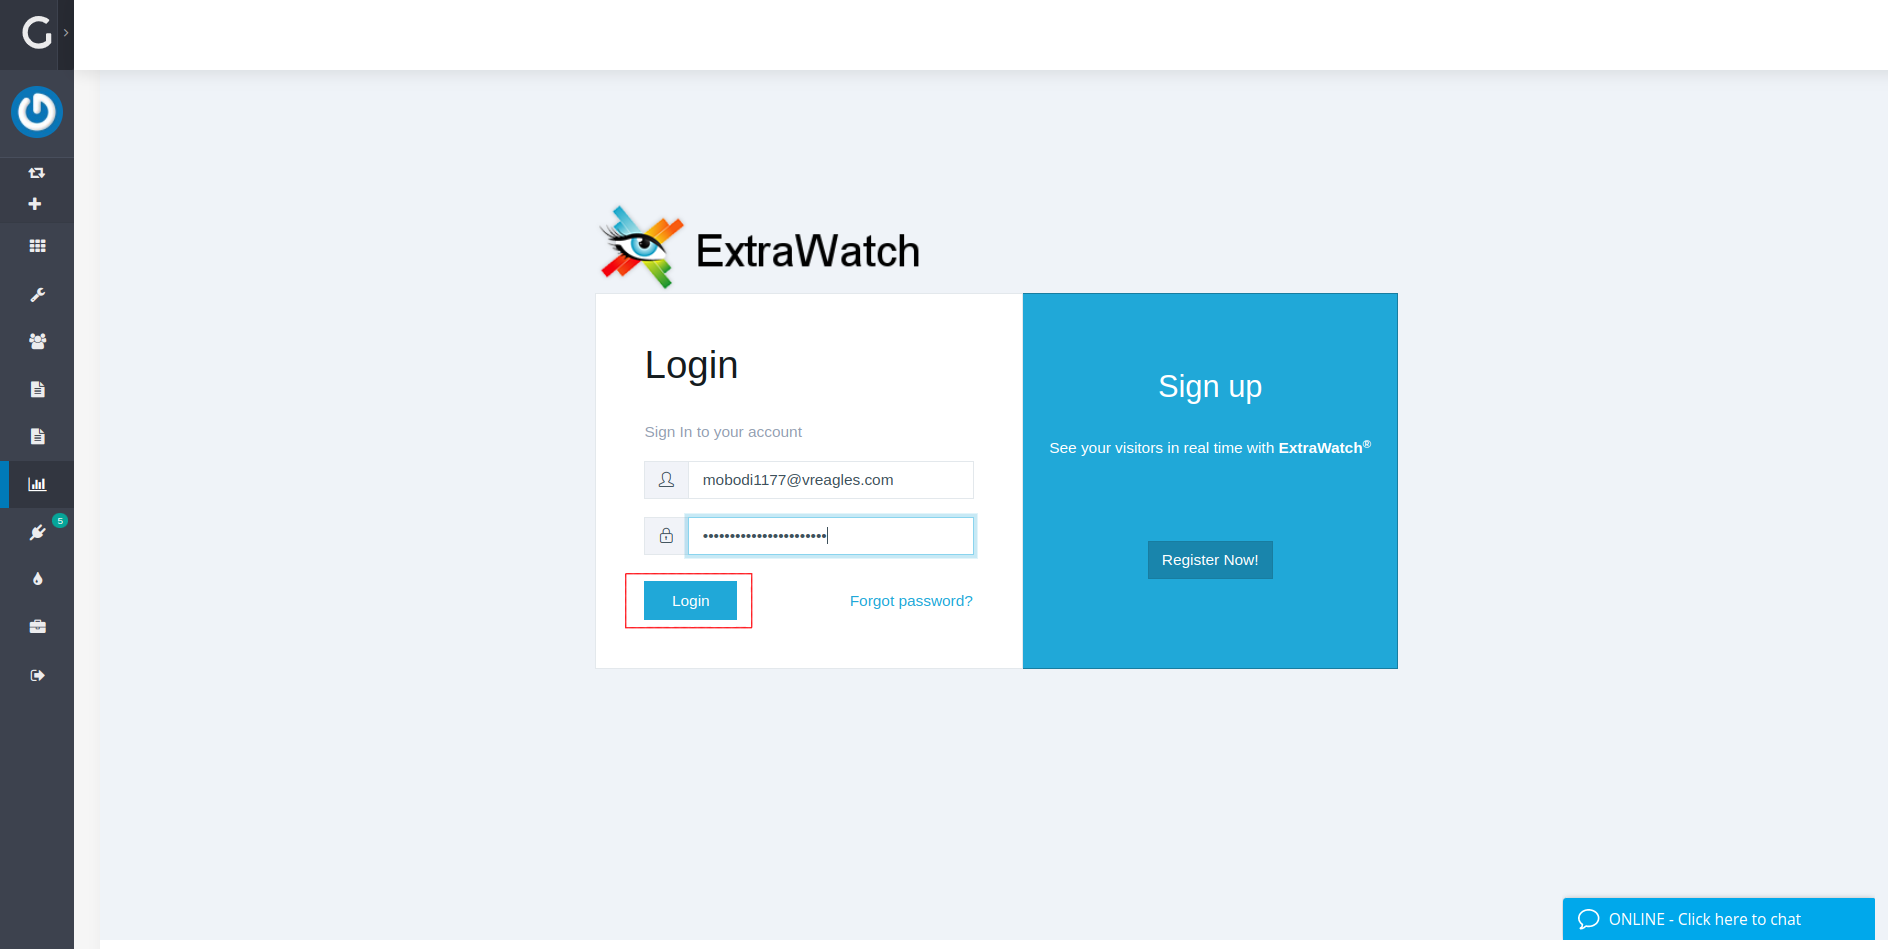 G
5
ExtraWatch
Login
Sign In to your account
mobodi1177@vreagles.com
•••••••••••••••••••••••
Login
Forgot password?
Sign up
See your visitors in real time with ExtraWatch®
Register Now!
ONLINE - Click here to chat